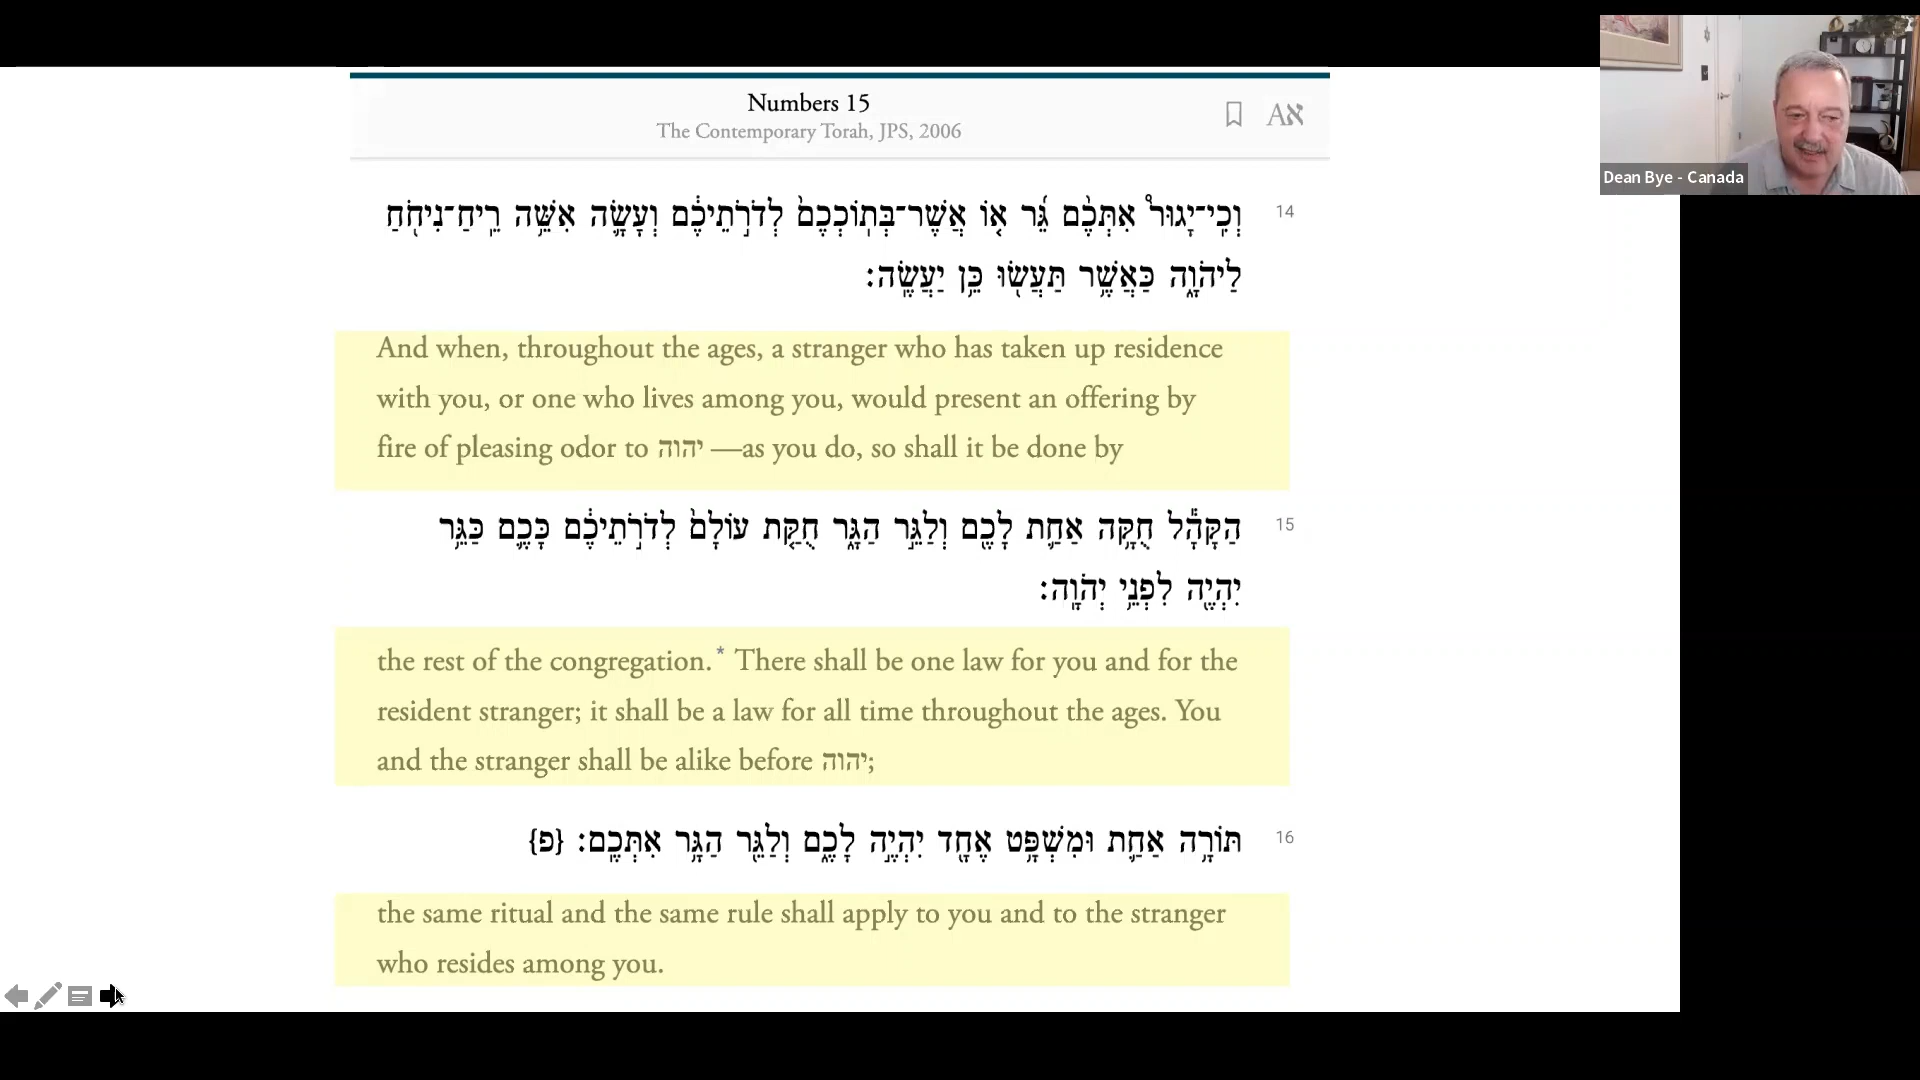 Numbers 15
The Contemporary Torah, JPS, 2006
Aא
Dean Bye - Canada
14
וְכִֽי־יָגוּר֩ אִתְּכֶ֨ם גֵּ֜ר א֤וֹ אֲשֶׁר־בְּתֽוֹכְכֶם֙ לְדֹרֹ֣תֵיכֶ֔ם וְעָשָׂ֛ה אִשֵּׁ֥ה רֵֽיחַ־נִיחֹ֖חַ
לַיהֹוָ֑ה כַּאֲשֶׁ֥ר תַּעֲשׂ֖וּ כֵּ֥ן יַעֲשֶֽׂה׃
And when, throughout the ages, a stranger who has taken up residence
with you, or one who lives among you, would present an offering by
fire of pleasing odor to יהוה —as you do, so shall it be done by
15
הַקָּהָ֕ל חֻקָּ֥ה אַחַ֛ת לָכֶ֖ם וְלַגֵּ֣ר הַגָּ֑ר חֻקַּ֤ת עוֹלָם֙ לְדֹרֹ֣תֵיכֶ֔ם כָּכֶ֛ם כַּגֵּ֥ר
יִהְיֶ֖ה לִפְנֵ֥י יְהֹוָֽה׃
the rest of the congregation.* There shall be one law for you and for the
resident stranger; it shall be a law for all time throughout the ages. You
and the stranger shall be alike before יהוה;
16
תּוֹרָ֥ה אַחַ֛ת וּמִשְׁפָּ֥ט אֶחָ֖ד יִהְיֶ֣ה לָכֶ֑ם וְלַגֵּ֖ר הַגָּ֥ר אִתְּכֶֽם׃ {פ}
the same ritual and the same rule shall apply to you and to the stranger
who resides among you.